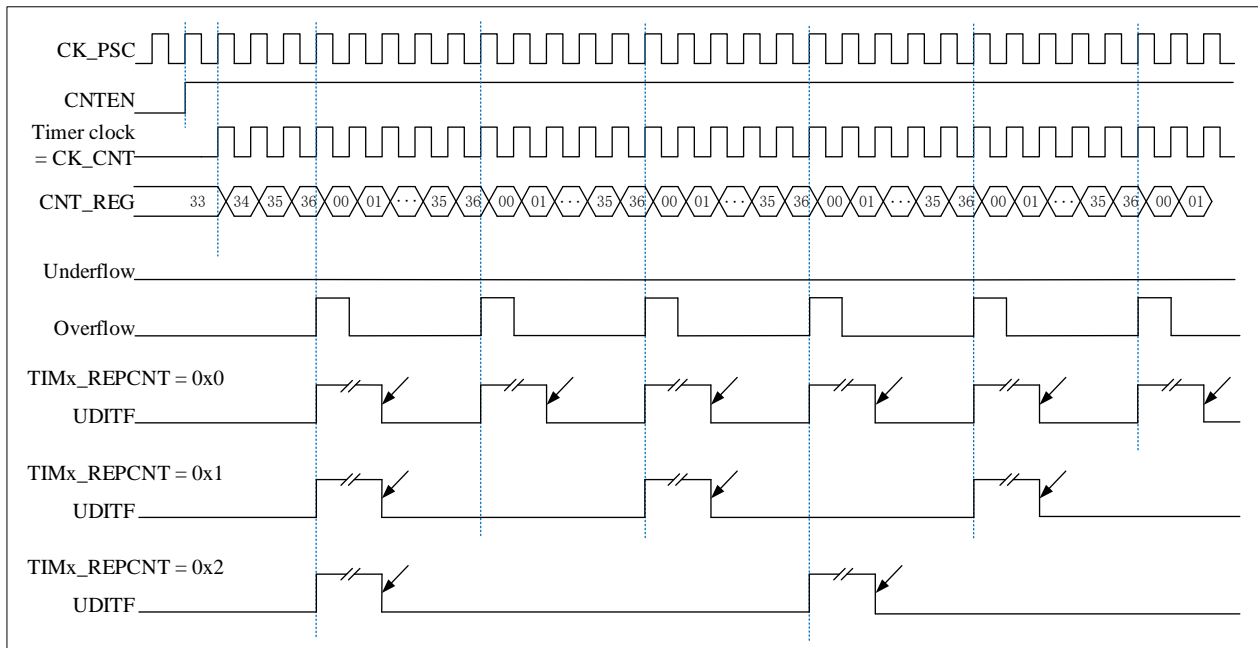 CK_PSC
CNTEN
Timer clock
= CK_CNT
CNT_REG 33 34 35 36 00 01 ··· 35 36 00 01 ··· 35 36 00 01 ··· 35 36 00 01 ··· 35 36 00 01 ··· 35 36 00 01
Underflow
Overflow
TIMx_REPCNT = 0x0
UDITF
TIMx_REPCNT = 0x1
UDITF
TIMx_REPCNT = 0x2
UDITF